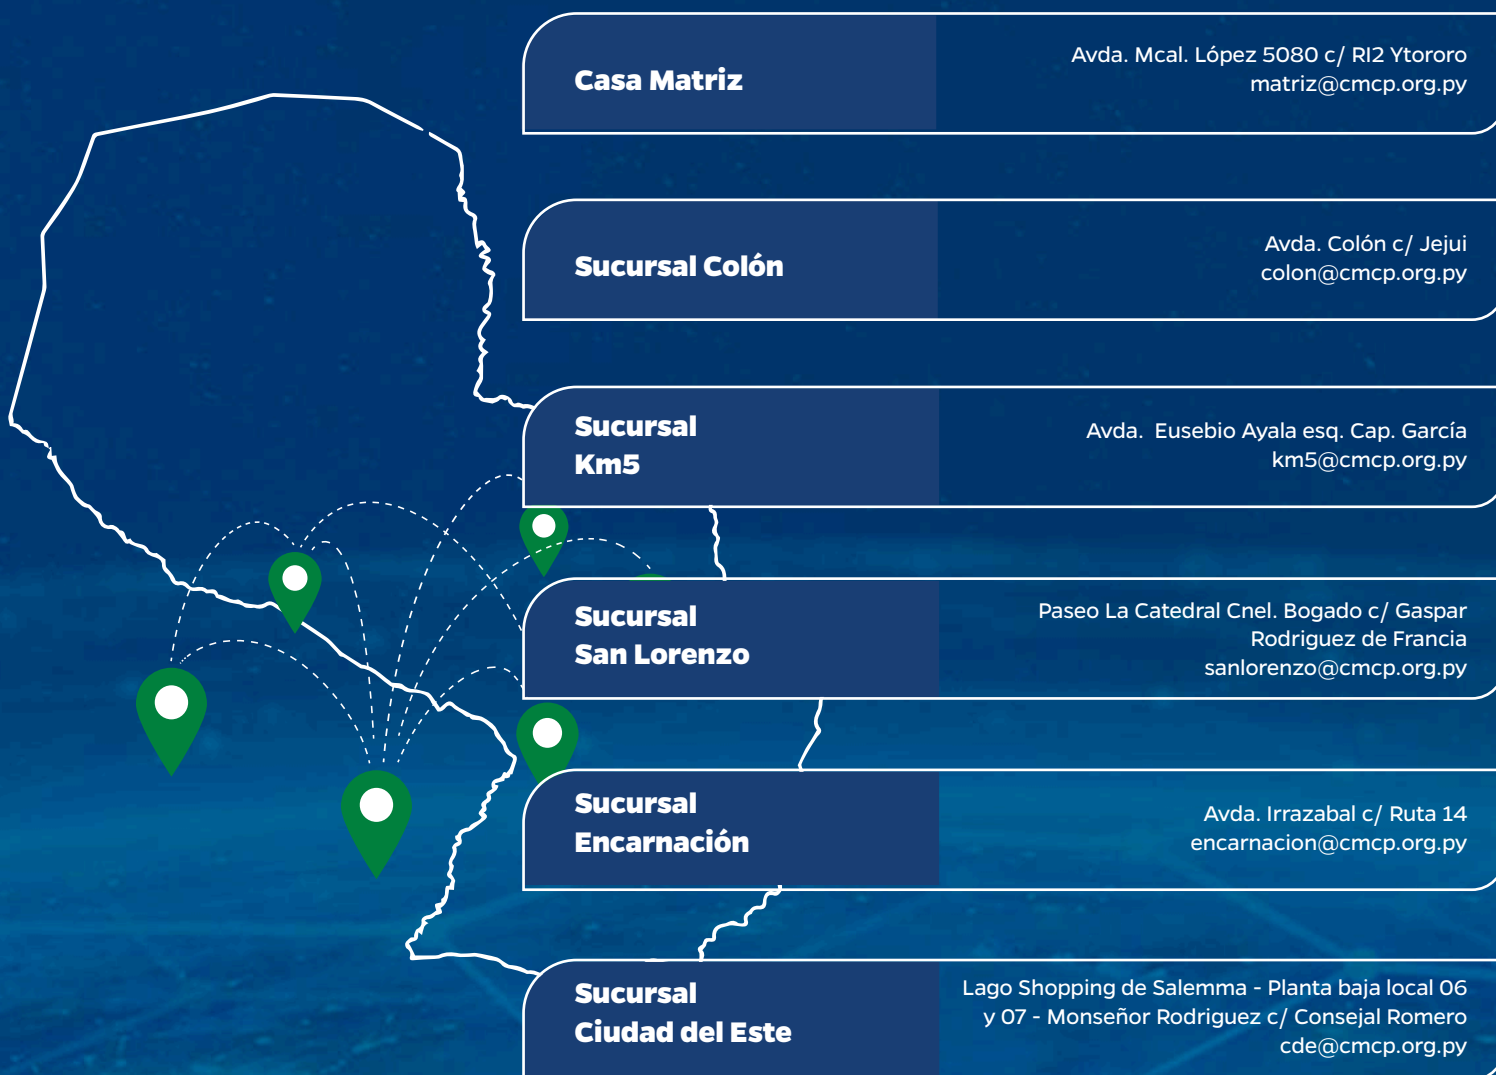 Casa Matriz
Avda. Mcal. López 5080 c/ RI2 Ytororo
matriz@cmcp.org.py
Sucursal Colón
Avda. Colón c/ Jejui
colon@cmcp.org.py
Sucursal
Km5
Avda. Eusebio Ayala esq. Cap. García
km5@cmcp.org.py
Sucursal
San Lorenzo
Paseo La Catedral Cnel. Bogado c/ Gaspar
Rodriguez de Francia
sanlorenzo@cmcp.org.py
Sucursal
Encarnación
Avda. Irrazabal c/ Ruta 14
encarnacion@cmcp.org.py
Sucursal
Ciudad del Este
Lago Shopping de Salemma - Planta baja local 06
y 07 - Monseñor Rodriguez c/ Consejal Romero
cde@cmcp.org.py